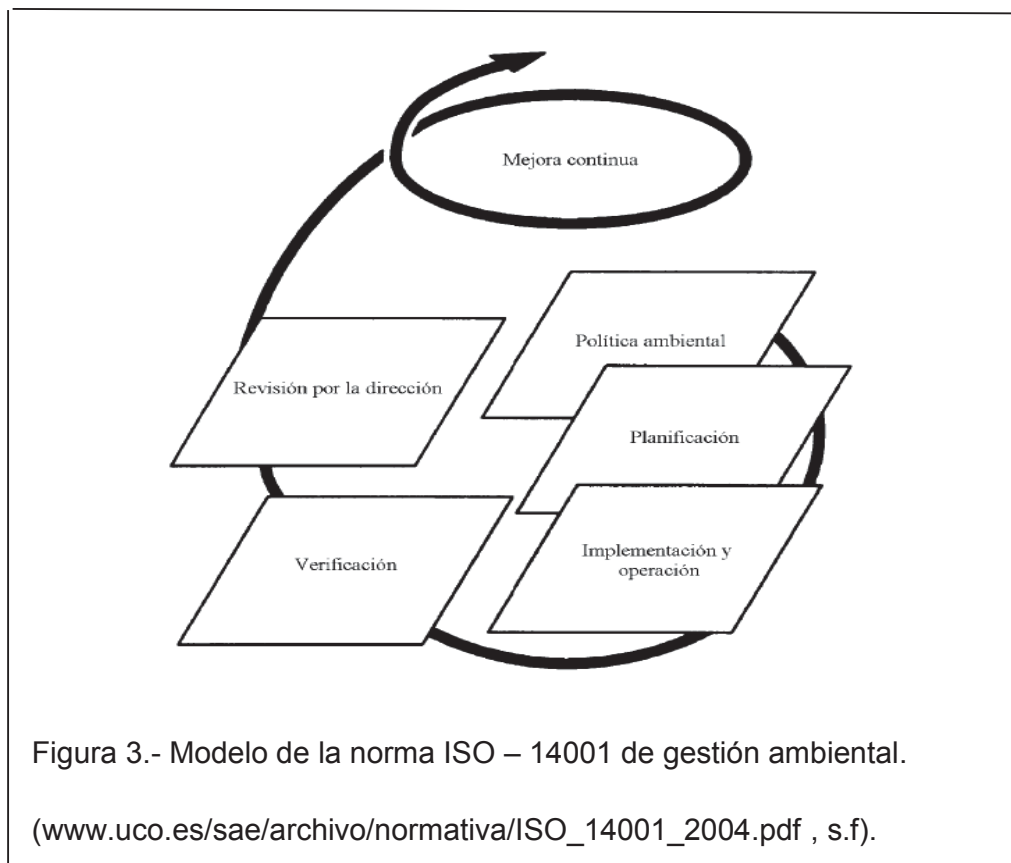 Mejora continua
Política ambiental
Revisión por la dirección
Planificación
Verificación
Implementación y
operación
Figura 3.- Modelo de la norma ISO – 14001 de gestión ambiental.
(www.uco.es/sae/archivo/normativa/ISO_14001_2004.pdf , s.f).